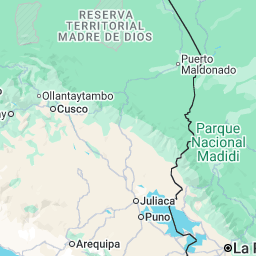 RESERVA
TERRITORIAL
MADRE DE DIOS
Puerto
Maldonado
Ollantaytambo
Cusco
Parque
Nacional
Madidi
Juliaca
Puno
Arequipa
La